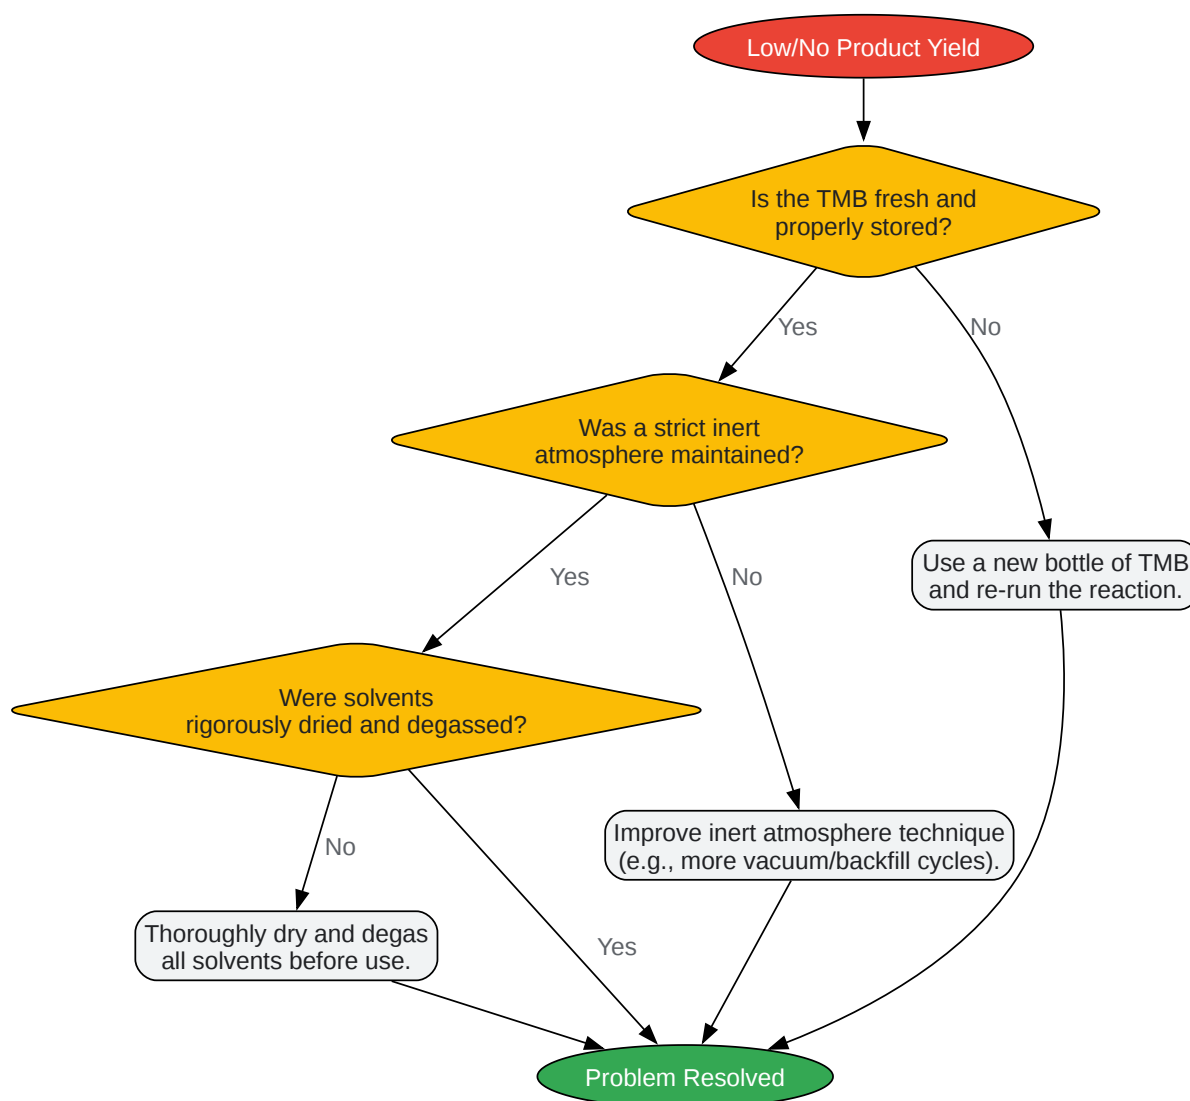 Low/No Product Yield
Is the TMB fresh and
properly stored?
Yes
No
Was a strict inert
atmosphere maintained?
Yes
No
Use a new bottle of TMB
and re-run the reaction.
Were solvents
rigorously dried and degassed?
No
Yes
Improve inert atmosphere technique
(e.g., more vacuum/backfill cycles).
Thoroughly dry and degas
all solvents before use.
Problem Resolved